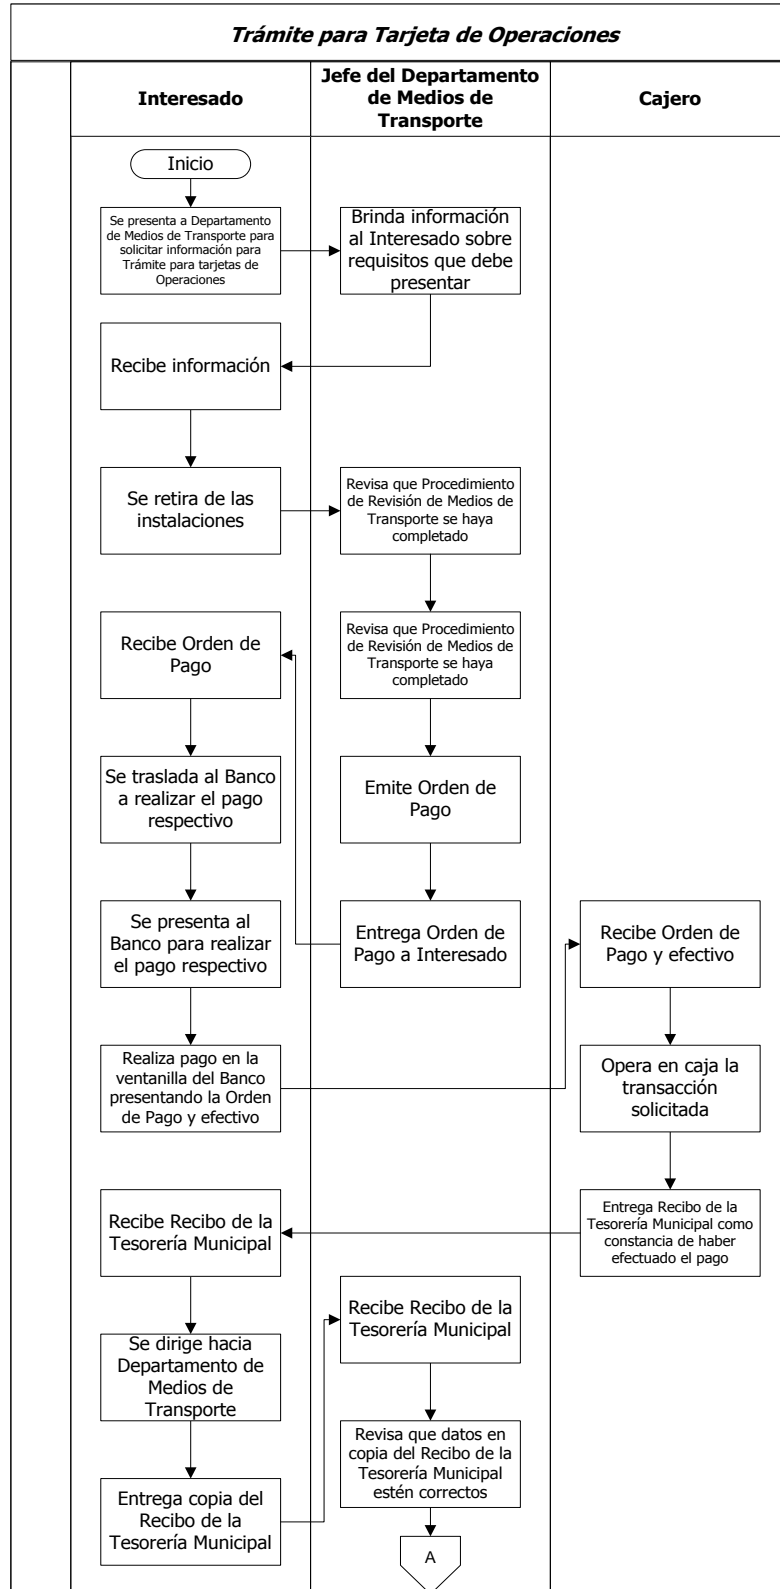 Trámite para Tarjeta de Operaciones
Interesado
Jefe del Departamento
de Medios de
Transporte
Cajero
Inicio
Se presenta a Departamento
de Medios de Transporte para
solicitar información para
Trámite para tarjetas de
Operaciones
Brinda información
al Interesado sobre
requisitos que debe
presentar
Recibe información
Se retira de las
instalaciones
Revisa que Procedimiento
de Revisión de Medios de
Transporte se haya
completado
Recibe Orden de
Pago
Revisa que Procedimiento
de Revisión de Medios de
Transporte se haya
completado
Se traslada al Banco
a realizar el pago
respectivo
Emite Orden de
Pago
Se presenta al
Banco para realizar
el pago respectivo
Entrega Orden de
Pago a Interesado
Recibe Orden de
Pago y efectivo
Realiza pago en la
ventanilla del Banco
presentando la Orden
de Pago y efectivo
Opera en caja la
transacción
solicitada
Recibe Recibo de la
Tesorería Municipal
Entrega Recibo de la
Tesorería Municipal como
constancia de haber
efectuado el pago
Se dirige hacia
Departamento de
Medios de
Transporte
Recibe Recibo de la
Tesorería Municipal
Entrega copia del
Recibo de la
Tesorería Municipal
Revisa que datos en
copia del Recibo de la
Tesorería Municipal
estén correctos
A